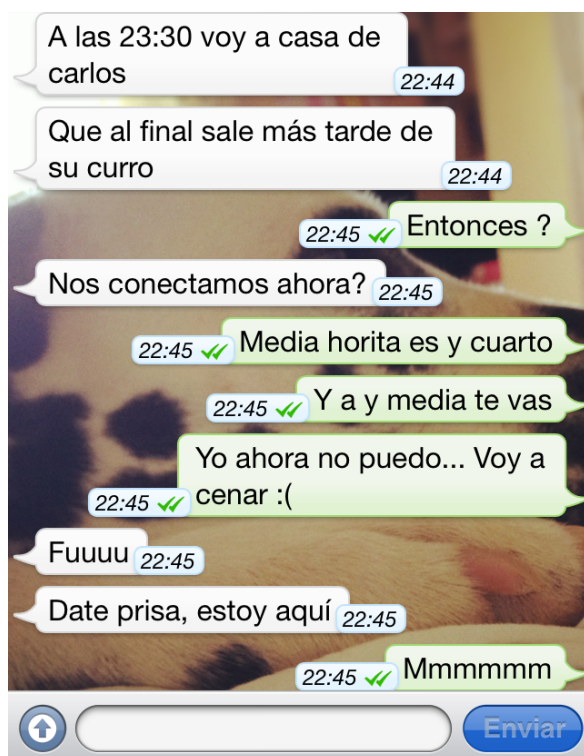 A las 23:30 voy a casa de
carlos
22:44
Que al final sale más tarde de
su curro
22:44
Entonces ?
22:45
Nos conectamos ahora?
22:45
Media horita es y cuarto
22:45
Y a y media te vas
22:45
Yo ahora no puedo... Voy a
cenar :(
22:45
Fuuuu
22:45
Date prisa, estoy aquí
22:45
Mmmmmm
22:45
Enviar